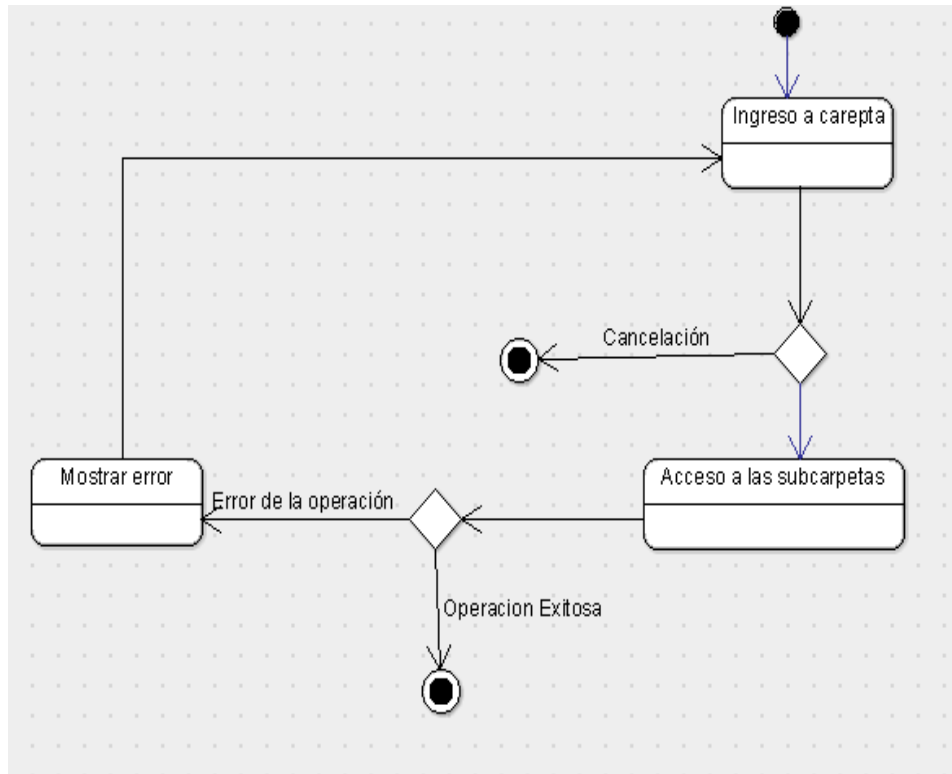 Ingreso a carepta
Cancelación
Mostrar error
Acceso a las subcarpetas
Error de la operación
Operacion Exitosa